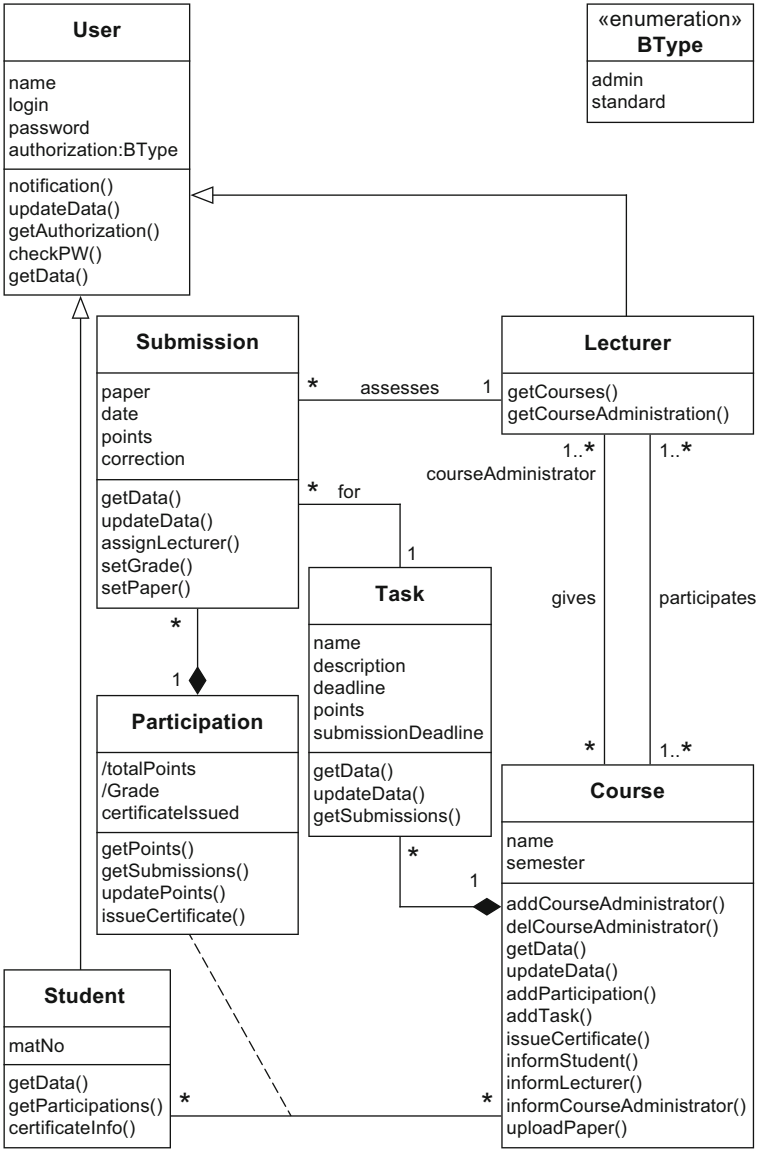 User
name
login
password
authorization:BType
notification()
updateData()
getAuthorization()
checkPW()
getData()
«enumeration»
BType
admin
standard
Submission
paper
date
points
correction
getData()
updateData()
assignLecturer()
setGrade()
setPaper()
* assesses 1
Lecturer
getCourses()
getCourseAdministration()
* for
1
1..*
courseAdministrator
1..*
gives
participates
*
1..*
Task
name
description
deadline
points
submissionDeadline
getData()
updateData()
getSubmissions()
*
1
*
1
Participation
/totalPoints
/Grade
certificateIssued
getPoints()
getSubmissions()
updatePoints()
issueCertificate()
Course
name
semester
addCourseAdministrator()
delCourseAdministrator()
getData()
updateData()
addParticipation()
addTask()
issueCertificate()
informStudent()
informLecturer()
informCourseAdministrator()
uploadPaper()
Student
matNo
getData()
getParticipations()
certificateInfo()
*
*